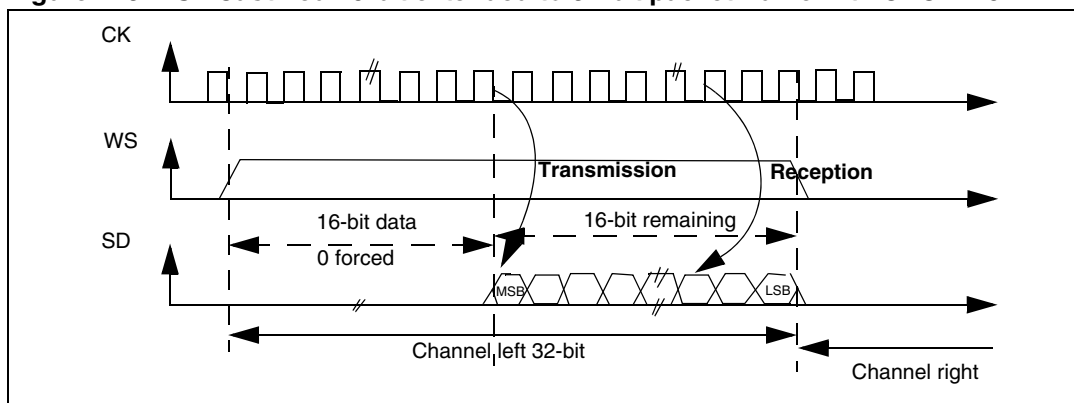 CK
WS
Transmission
Reception
16-bit data
16-bit remaining
SD
0 forced
MSB
LSB
Channel left 32-bit
Channel right